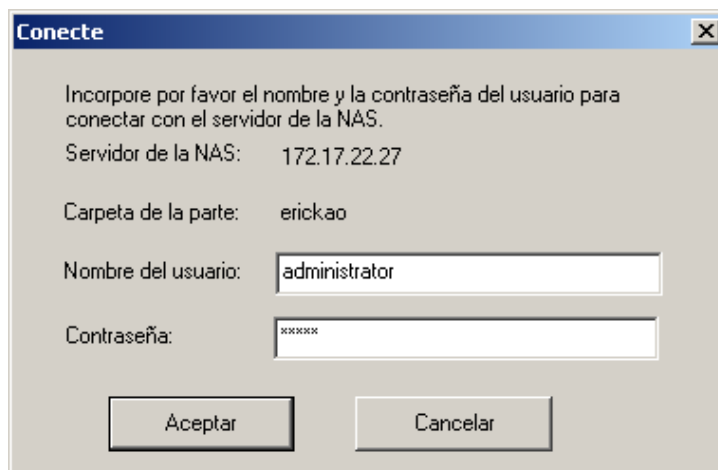 Conecte
Incorpore por favor el nombre y la contraseña del usuario para
conectar con el servidor de la NAS.
Servidor de la NAS: 172.17.22.27
Carpeta de la parte: erickao
Nombre del usuario: administrator
Contraseña: *****
Aceptar Cancelar